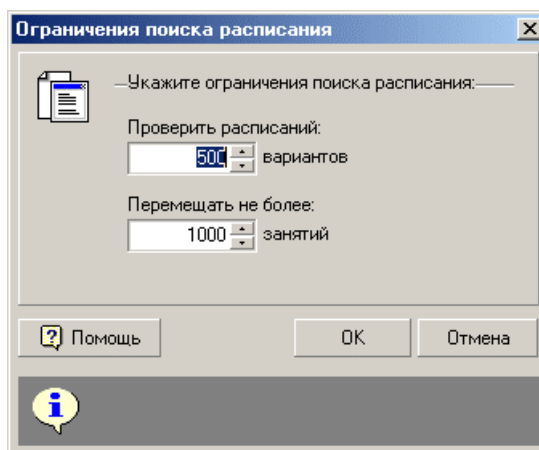 Ограничения поиска расписания
Укажите ограничения поиска расписания:
Проверить расписаний:
500 вариантов
Перемещать не более:
1000 занятий
Помощь OK Отмена